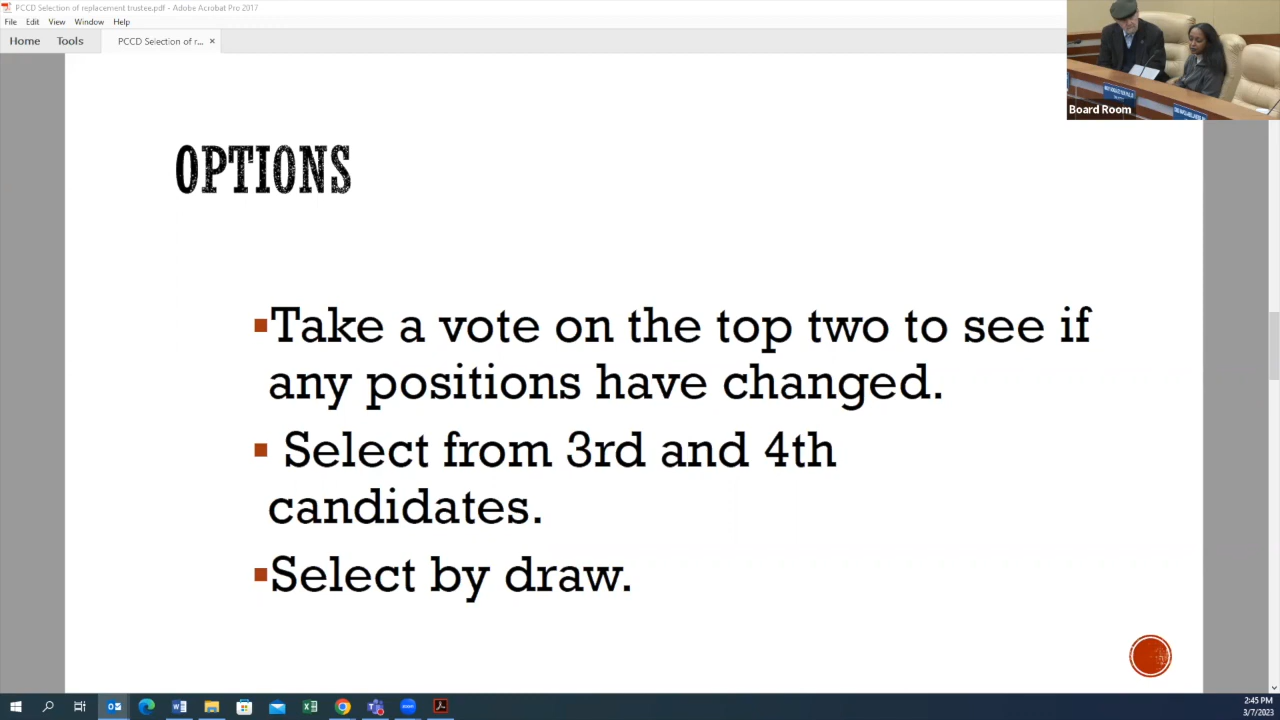 PCCD Selection of replacement trustee.pdf - Adobe Acrobat Pro 2017
File Edit View Window Help
Home Tools PCCD Selection of r... ×
Board Room
OPTIONS
▪Take a vote on the top two to see if
any positions have changed.
▪ Select from 3rd and 4th
candidates.
▪Select by draw.
2:45 PM
3/7/2023